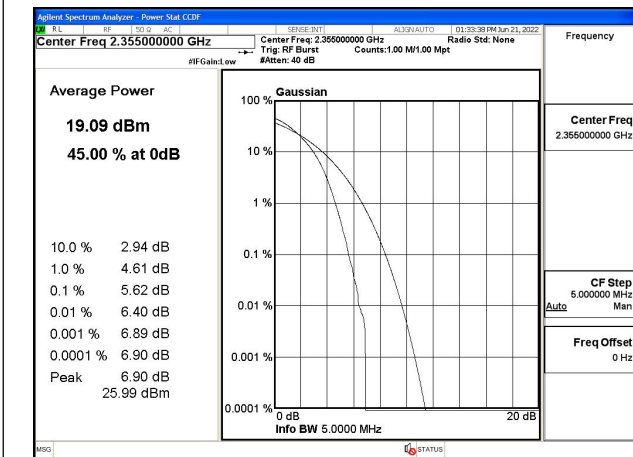 Agilent Spectrum Analyzer - Power Stat CCDF
RL RF 50 Ω AC SENSE:INT ALIGNAUTO 01:33:38 PM Jun 21, 2022
Center Freq 2.355000000 GHz
Center Freq: 2.355000000 GHz Radio Std: None
Trig: RF Burst Counts:1.00 M/1.00 Mpt
#IFGain:Low #Atten: 40 dB
Frequency
Average Power
19.09 dBm
45.00 % at 0dB
10.0 % 2.94 dB
1.0 % 4.61 dB
0.1 % 5.62 dB
0.01 % 6.40 dB
0.001 % 6.89 dB
0.0001 % 6.90 dB
Peak 6.90 dB
25.99 dBm
Gaussian
100 %
10 %
1 %
0.1 %
0.01 %
0.001 %
0.0001 %
0 dB 20 dB
Info BW 5.0000 MHz
Center Freq
2.355000000 GHz
CF Step
5.000000 MHz
Auto Man
Freq Offset
0 Hz
MSG STATUS